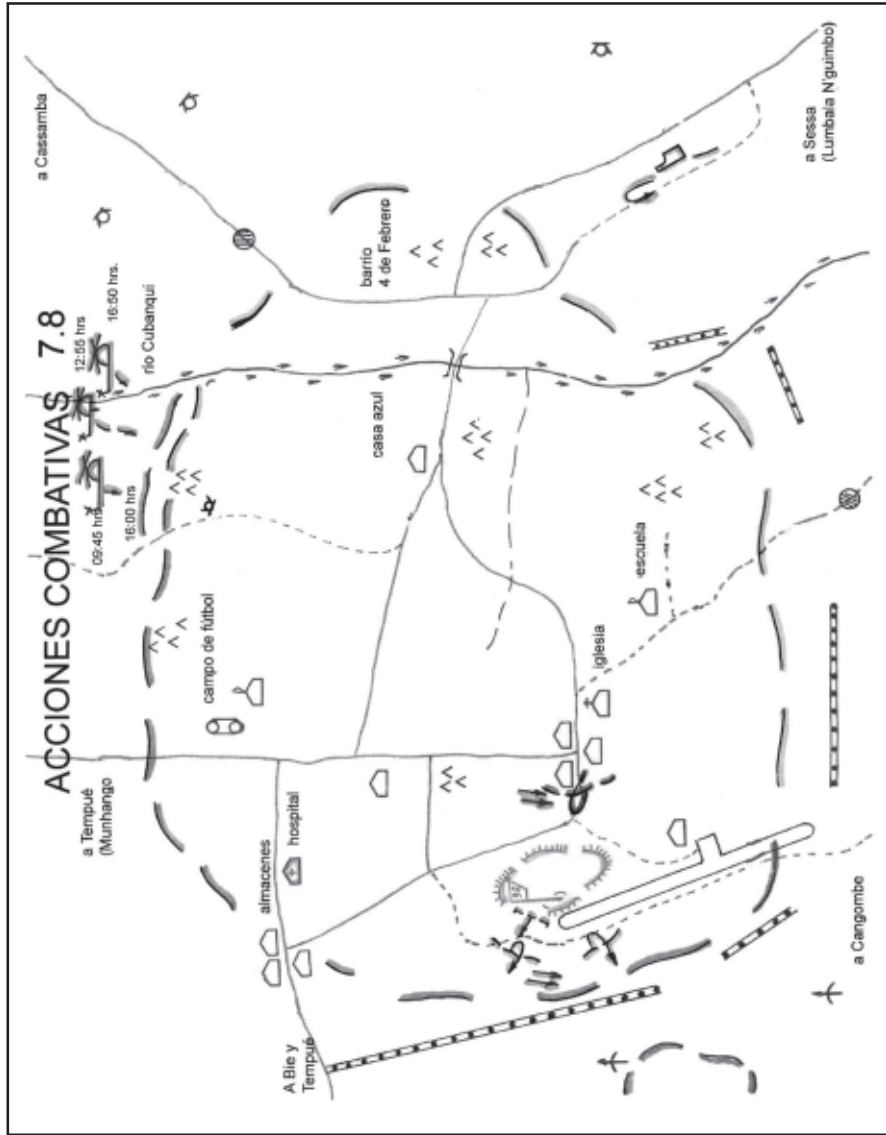 ACCIONES COMBATIVAS 7.8
a Cassamba
a Tempué
(Munhango
12:55 hrs
09:45 hrs
16:50 hrs.
16:00 hrs
río Cubanqui
campo de fútbol
almacenes
hospital
A Bie y
Tempué
barrio
4 de Febrero
casa azul
iglesia
escuela
a Sessa
(Lumbala N'guimbo)
a Cangombe